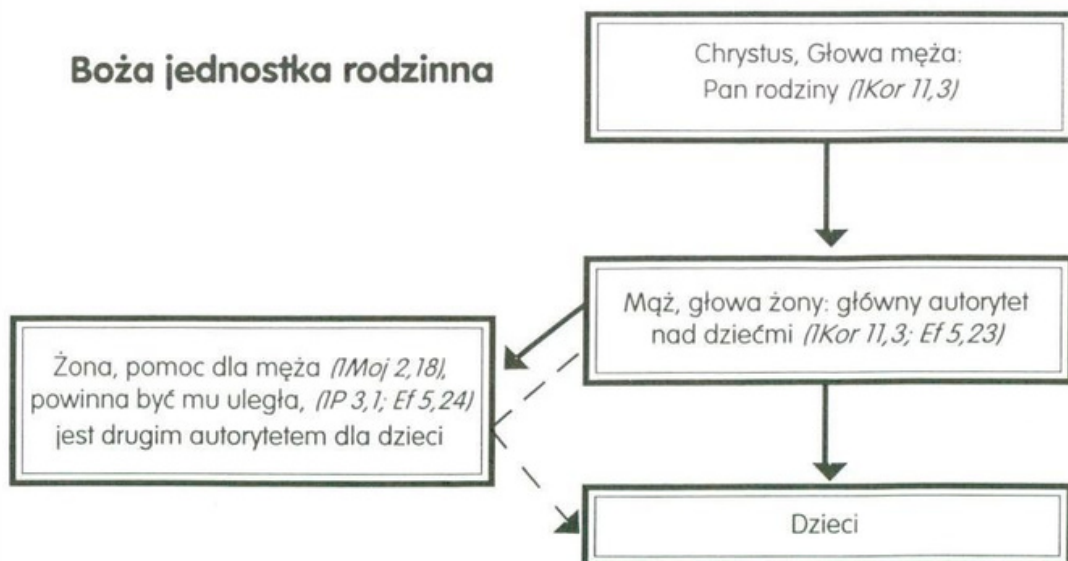 Boża jednostka rodzinna
Chrystus, Głowa męża:
Pan rodziny (1Kor 11,3)
Mąż, głowa żony: główny autorytet
nad dziećmi (1Kor 11,3; Ef 5,23)
Żona, pomoc dla męża (1Moj 2,18),
powinna być mu uległa, (1P 3,1; Ef 5,24)
jest drugim autorytetem dla dzieci
Dzieci